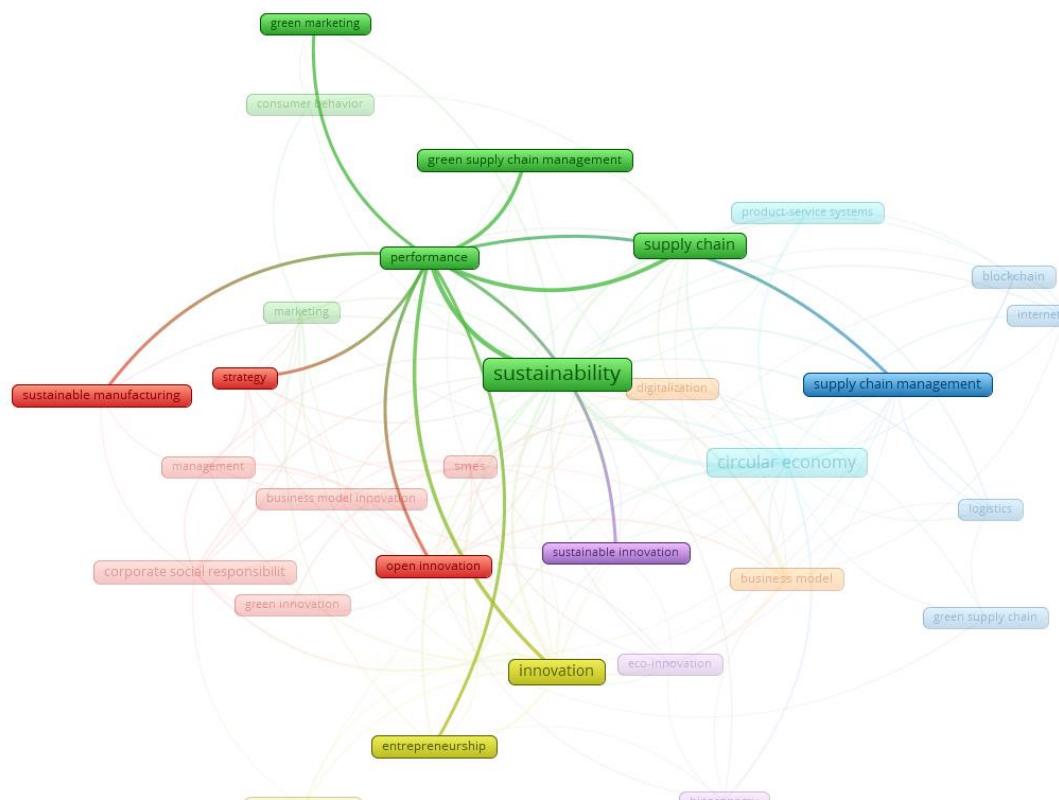 green marketing
consumer behavior
green supply chain management
product-service systems
supply chain
performance
blockchain
marketing
internet
sustainability
strategy
digitalization
supply chain management
sustainable manufacturing
circular economy
management
smes
business model innovation
logistics
sustainable innovation
open innovation
corporate social responsibilit
business model
green innovation
green supply chain
eco-innovation
innovation
entrepreneurship